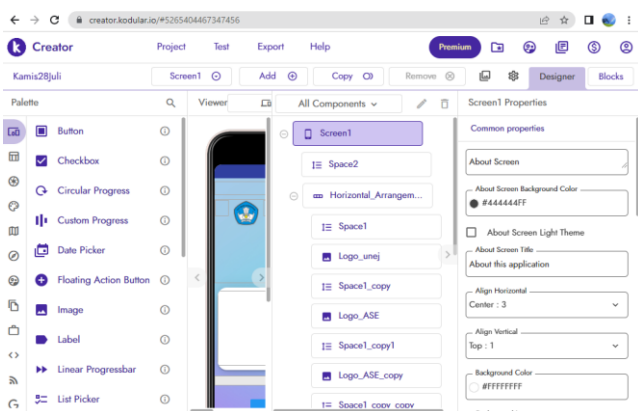 creator.kodular.io/#5265404467347456
Creator Project Test Export Help Premium
Kamis28Juli Screen1 Add Copy Remove Designer Blocks
Palette
Button
Checkbox
Circular Progress
Custom Progress
Date Picker
Floating Action Button
Image
Label
Linear Progressbar
List Picker
Viewer
All Components
Screen1
Space2
Horizontal_Arrangem...
Space1
Logo_unej
Space1_copy
Logo_ASE
Space1_copy1
Logo_ASE_copy
Space1_copy_copy
Screen1 Properties
Common properties
About Screen
About Screen Background Color
#444444FF
About Screen Light Theme
About Screen Title
About this application
Align Horizontal
Center : 3
Align Vertical
Top : 1
Background Color
#FFFFFFFF